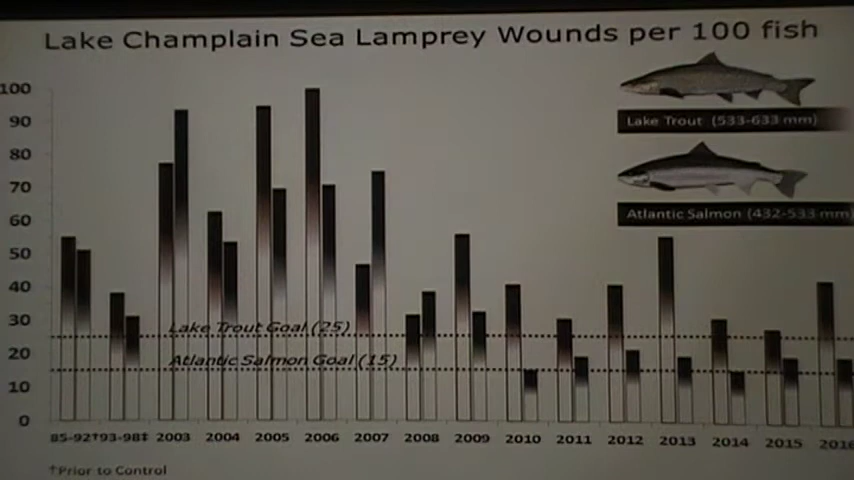 Lake Champlain Sea Lamprey Wounds per 100 fish
100
90
80
70
60
50
40
30
20
10
0
Lake Trout (533-633 mm)
Atlantic Salmon (432-533 mm)
Lake Trout Goal (25)
Atlantic Salmon Goal (15)
85-92† 93-98‡ 2003 2004 2005 2006 2007 2008 2009 2010 2011 2012 2013 2014 2015 2016
†Prior to Control